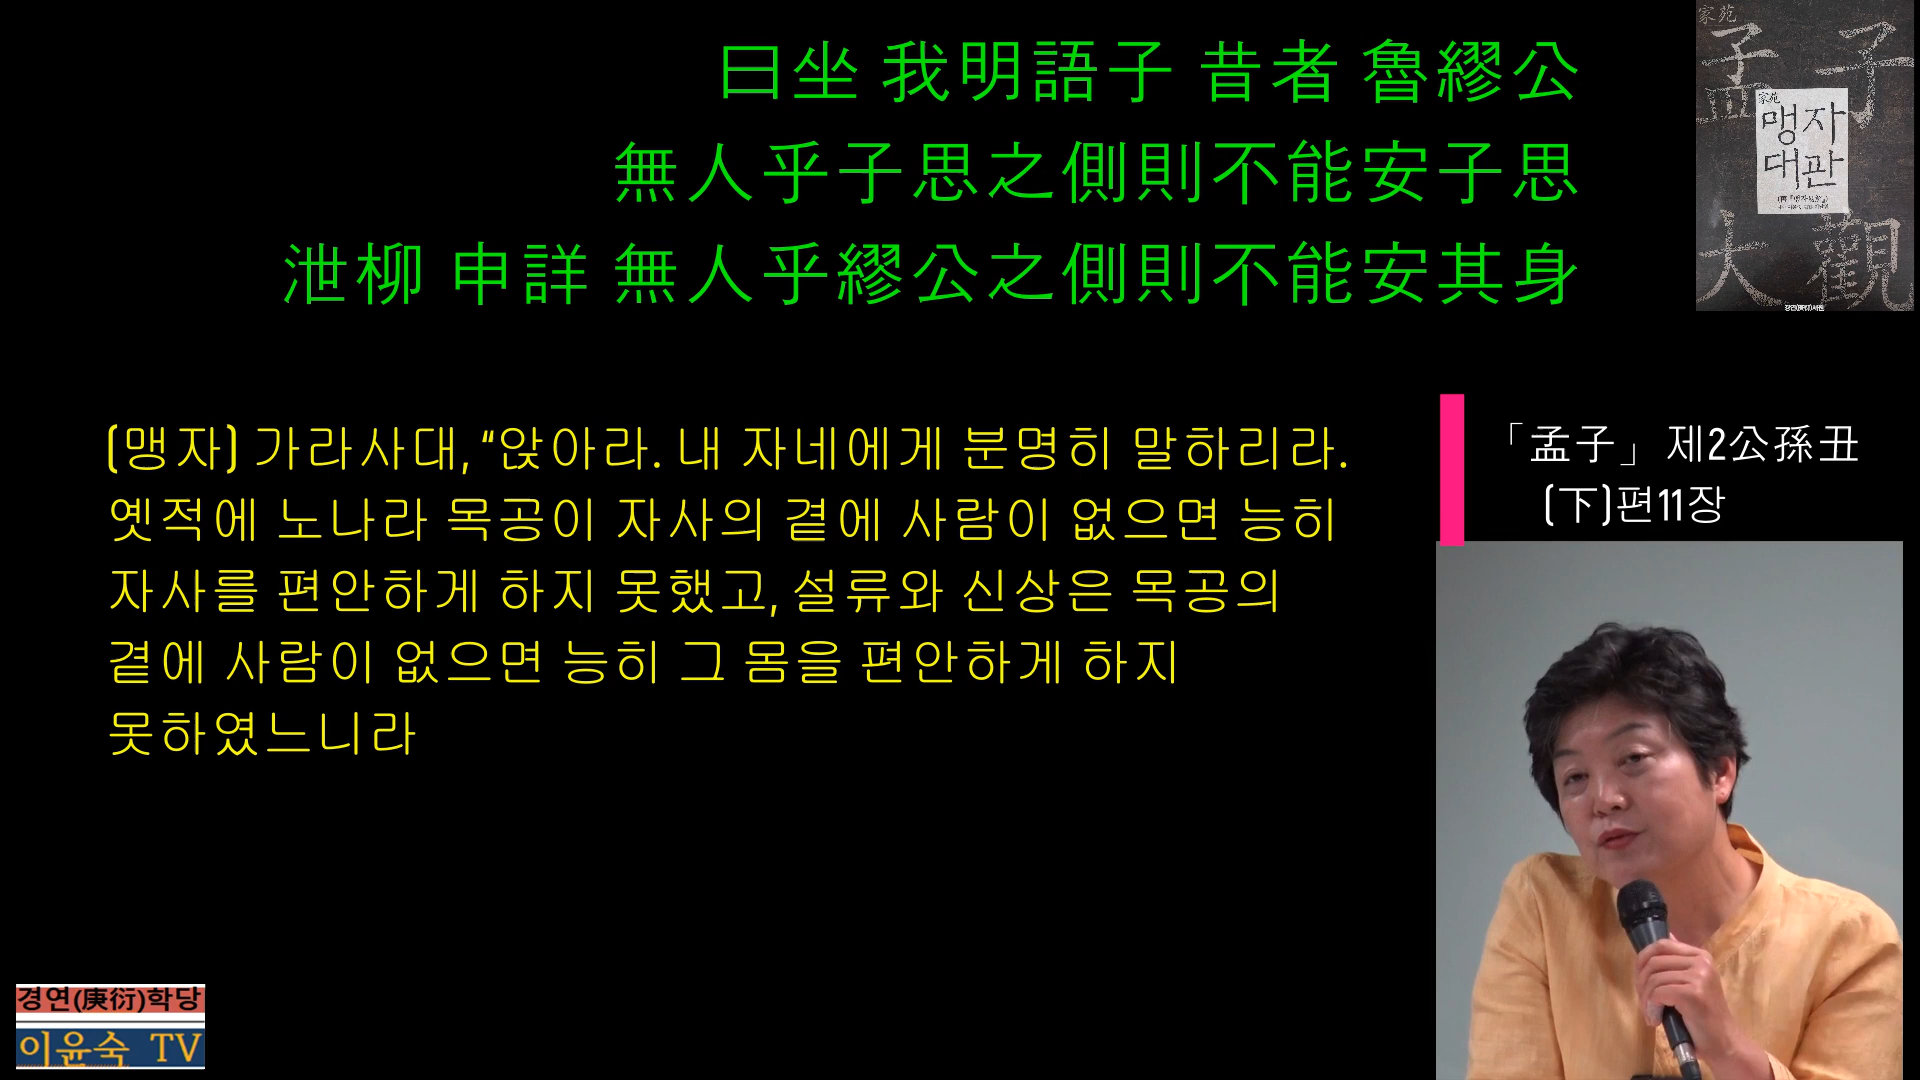 曰坐 我明語子 昔者 魯繆公
無人乎子思之側則不能安子思
泄柳 申詳 無人乎繆公之側則不能安其身
(맹자) 가라사대, “앉아라. 내 자네에게 분명히 말하리라.
옛적에 노나라 목공이 자사의 곁에 사람이 없으면 능히
자사를 편안하게 하지 못했고, 설류와 신상은 목공의
곁에 사람이 없으면 능히 그 몸을 편안하게 하지
못하였느니라
「孟子」 제2公孫丑
(下)편11장
家苑
孟子
家苑
맹자
대관
大觀
경연(庚衍)학당
이윤숙 TV